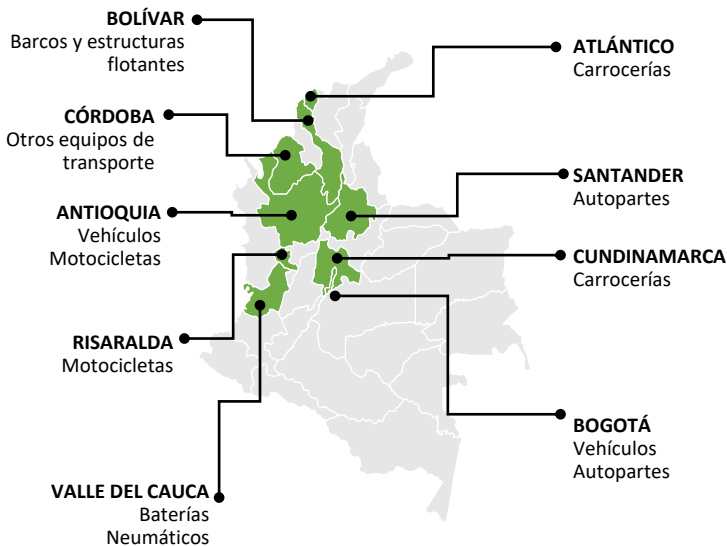 BOLÍVAR
Barcos y estructuras
flotantes
CÓRDOBA
Otros equipos de
transporte
ANTIOQUIA
Vehículos
Motocicletas
RISARALDA
Motocicletas
VALLE DEL CAUCA
Baterías
Neumáticos
ATLÁNTICO
Carrocerías
SANTANDER
Autopartes
CUNDINAMARCA
Carrocerías
BOGOTÁ
Vehículos
Autopartes